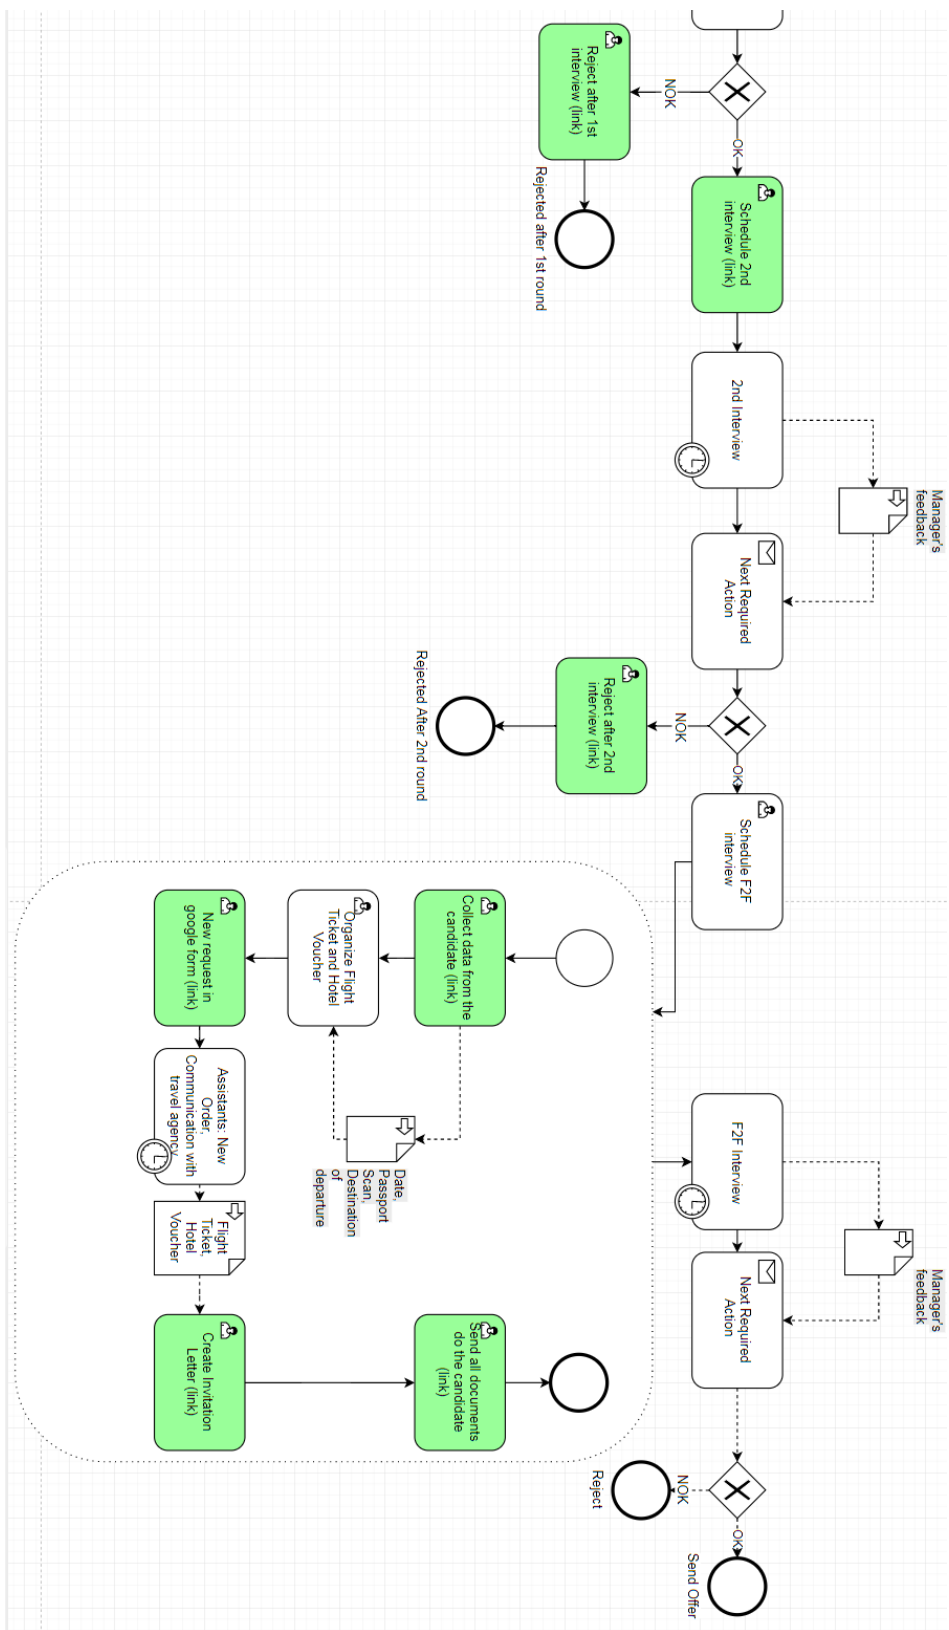 NOK
OK
Reject after 1st
interview (link)
Rejected after 1st round
Schedule 2nd
interview (link)
2nd Interview
Manager's
feedback
Next Required
Action
NOK
OK
Reject after 2nd
interview (link)
Rejected After 2nd round
Schedule F2F
interview
Collect data from the
candidate (link)
Organize Flight
Ticket and Hotel
Voucher
New request in
google form (link)
Date,
Passport
Scan,
Destination
of
departure
Assistants: New
Order,
Communication with
travel agency
Flight
Ticket,
Hotel
Voucher
Create Invitation
Letter (link)
Send all documents
do the candidate
(link)
F2F Interview
Manager's
feedback
Next Required
Action
NOK
OK
Reject
Send Offer